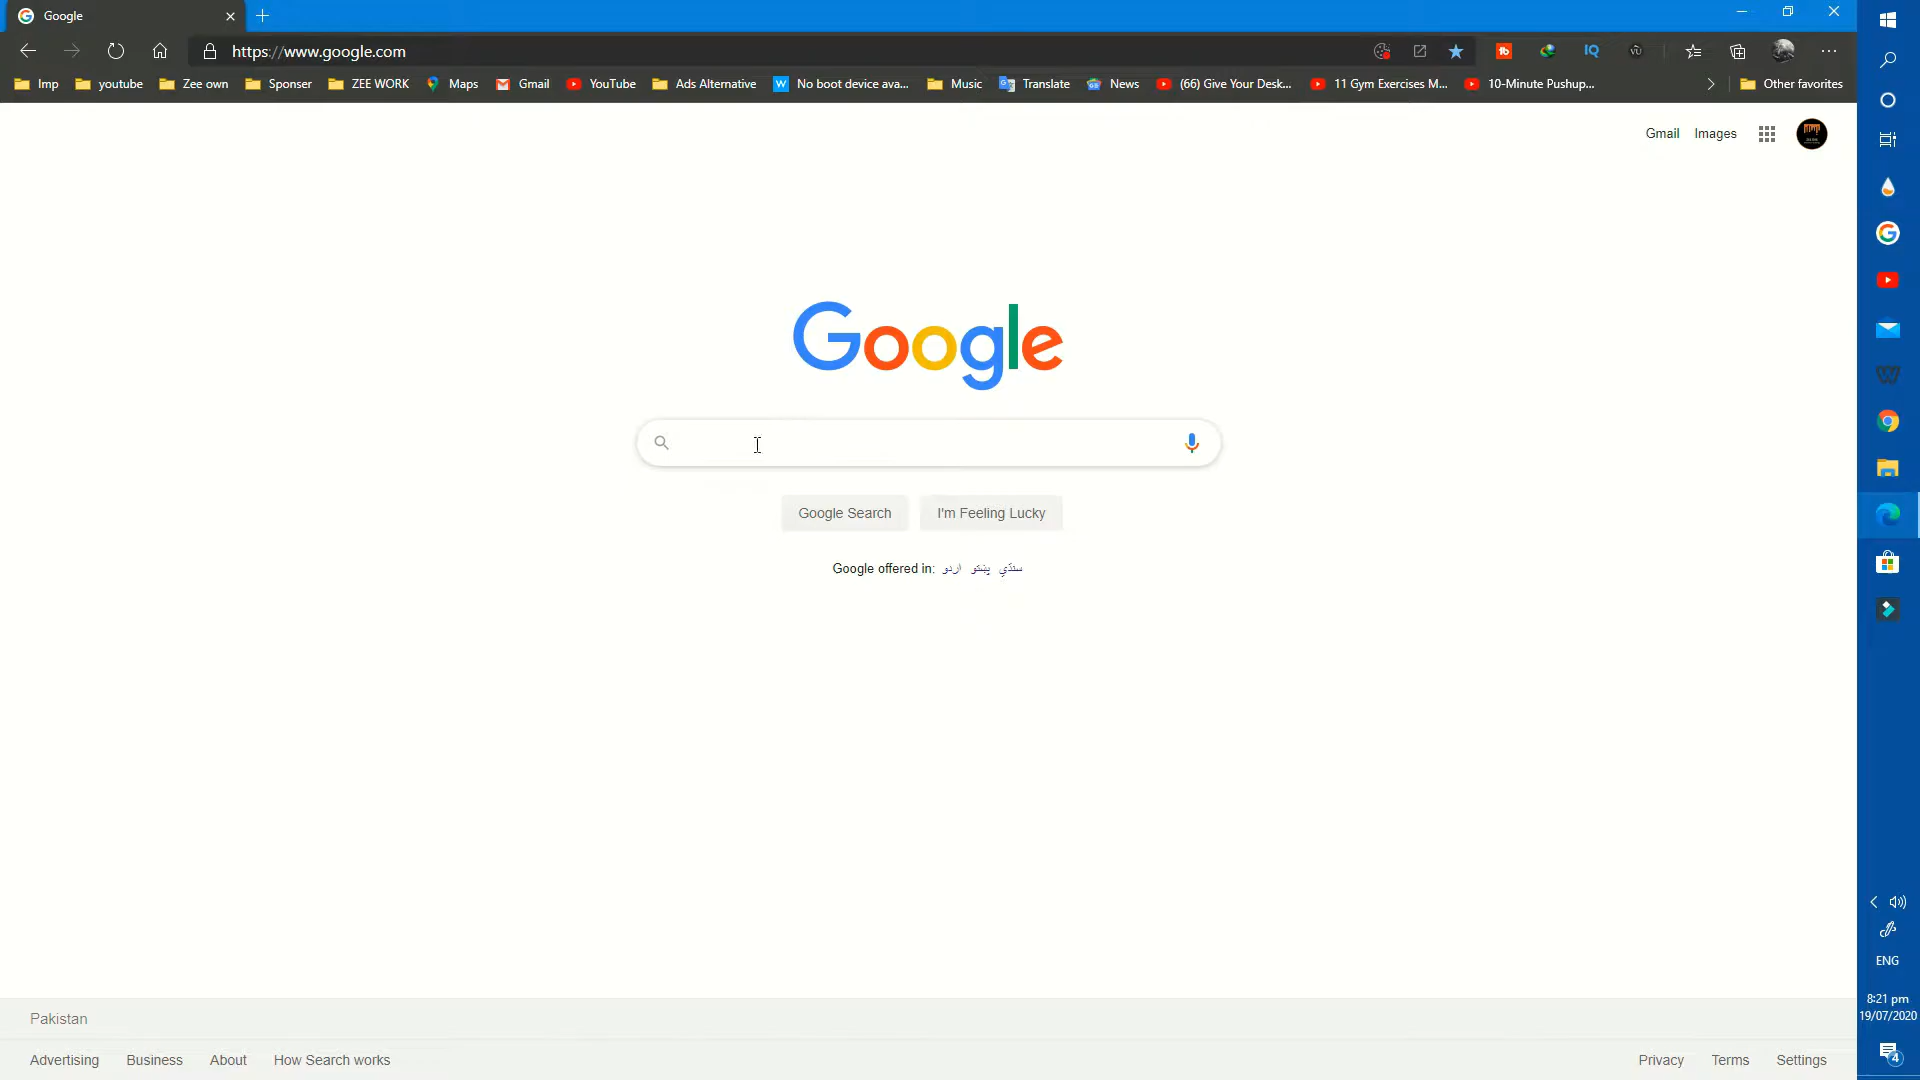 Google
https://www.google.com
Imp youtube Zee own Sponser ZEE WORK Maps Gmail YouTube Ads Alternative No boot device ava... Music Translate News (66) Give Your Desk... 11 Gym Exercises M... 10-Minute Pushup... Other favorites
Gmail Images
Google
Google Search I'm Feeling Lucky
Google offered in: اردو پښتو سنڌي
Pakistan
Advertising Business About How Search works Privacy Terms Settings
ENG
8:21 pm
19/07/2020
4